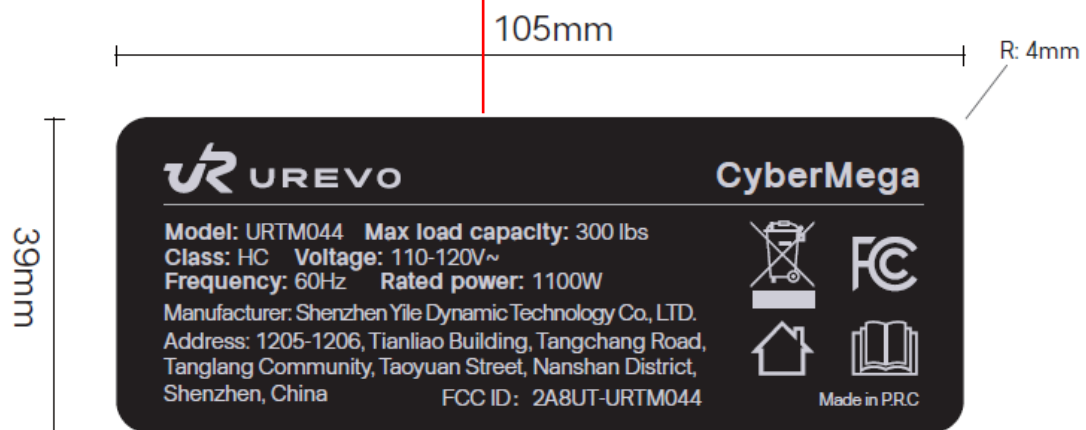 105mm
R: 4mm
39mm
UR UREVO
CyberMega
Model: URTM044 Max load capacity: 300 lbs
Class: HC Voltage: 110-120V~
Frequency: 60Hz Rated power: 1100W
Manufacturer: Shenzhen Yile Dynamic Technology Co., LTD.
Address: 1205-1206, Tianliao Building, Tangchang Road,
Tanglang Community, Taoyuan Street, Nanshan District,
Shenzhen, China
FCC ID: 2A8UT-URTM044
FC
Made in P.R.C